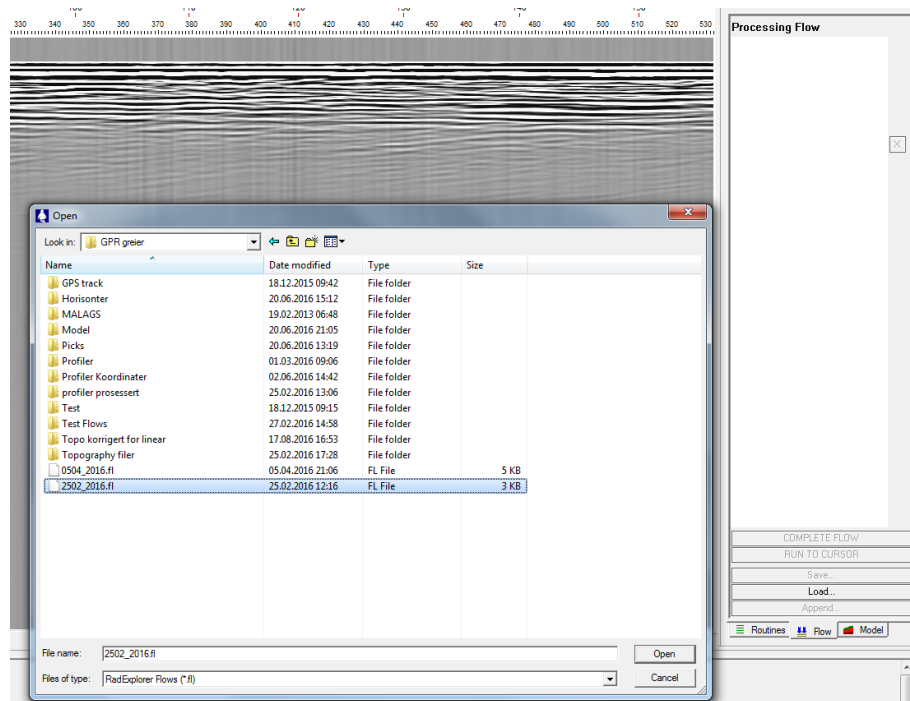 330 340 350 360 370 380 390 400 410 420 430 440 450 460 470 480 490 500 510 520 530
Processing Flow
X
Open
Look in: GPR greier
Name Date modified Type Size
GPS track 18.12.2015 09:42 File folder
Horisonter 20.06.2016 15:12 File folder
MALAGS 19.02.2013 06:48 File folder
Model 20.06.2016 21:05 File folder
Picks 20.06.2016 13:19 File folder
Profiler 01.03.2016 09:06 File folder
Profiler Koordinater 02.06.2016 14:42 File folder
profiler prosessert 25.02.2016 13:06 File folder
Test 18.12.2015 09:15 File folder
Test Flows 27.02.2016 14:58 File folder
Topo korrigert for linear 17.08.2016 16:53 File folder
Topography filer 25.02.2016 17:28 File folder
0504_2016.fl 05.04.2016 21:06 FL File 5 KB
2502_2016.fl 25.02.2016 12:16 FL File 3 KB
COMPLETE FLOW
RUN TO CURSOR
Save...
Load...
Append...
Routines Flow Model
File name: 2502_2016.fl Open
Files of type: RadExplorer Flows (*.fl) Cancel